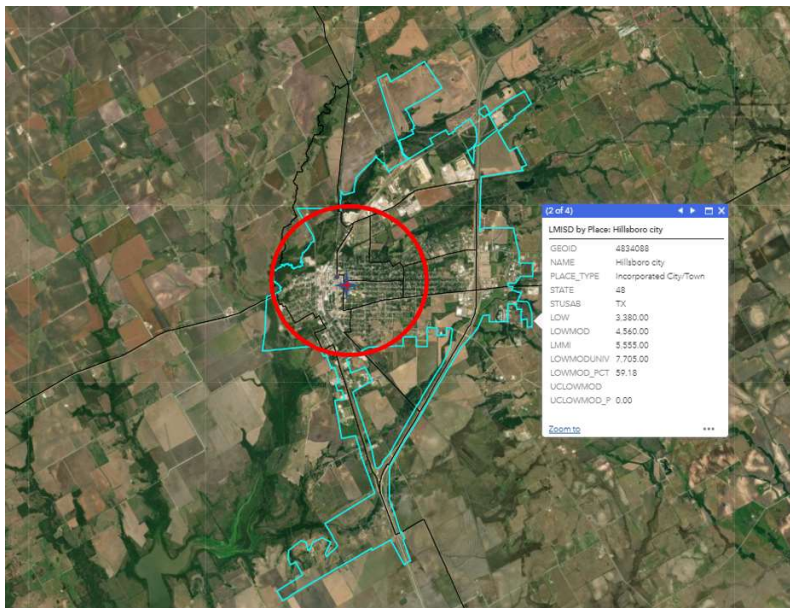 (2 of 4)
LMISD by Place: Hillsboro city
GEOID 4834088
NAME Hillsboro city
PLACE_TYPE Incorporated City/Town
STATE 48
STUSAB TX
LOW 3,380.00
LOWMOD 4,560.00
LMMI 5,555.00
LOWMODUNIV 7,705.00
LOWMOD_PCT 59.18
UCLOWMOD
UCLOWMOD_P 0.00
Zoom to